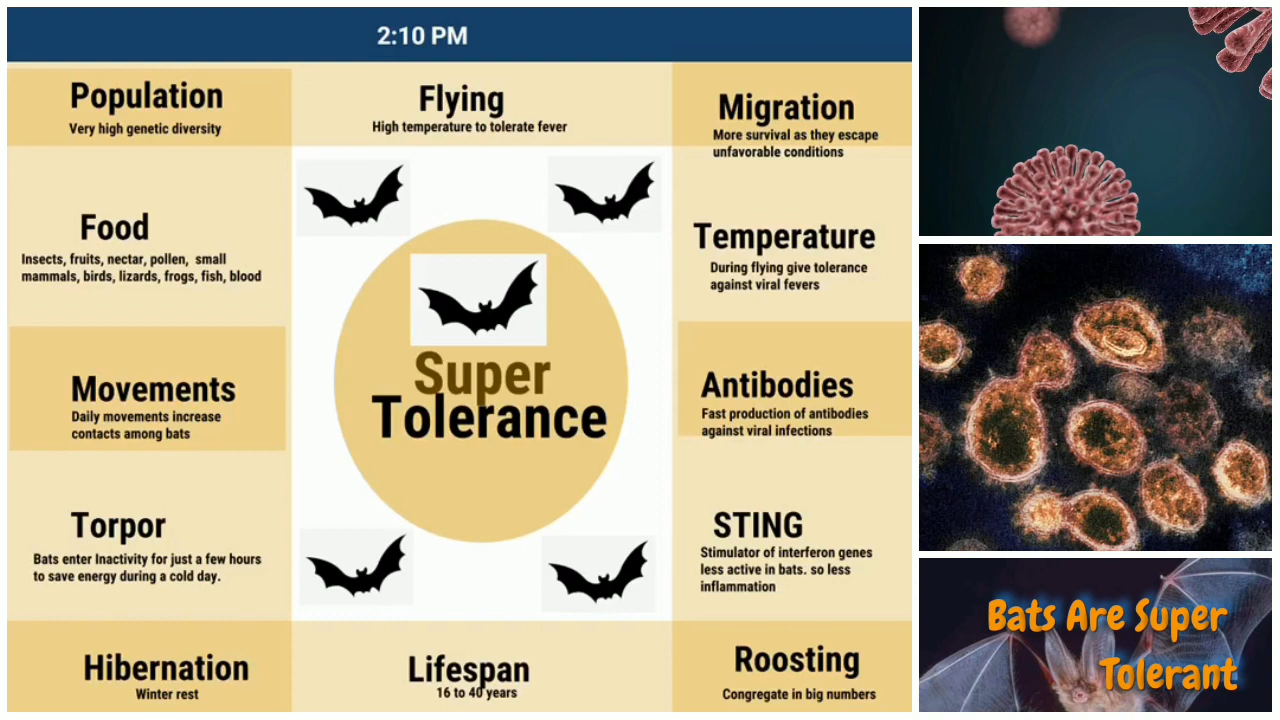 2:10 PM
Population
Very high genetic diversity
Flying
High temperature to tolerate fever
Migration
More survival as they escape
unfavorable conditions
Food
Insects, fruits, nectar, pollen, small
mammals, birds, lizards, frogs, fish, blood
Temperature
During flying give tolerance
against viral fevers
Super
Tolerance
Movements
Daily movements increase
contacts among bats
Antibodies
Fast production of antibodies
against viral infections
Torpor
Bats enter Inactivity for just a few hours
to save energy during a cold day.
STING
Stimulator of interferon genes
less active in bats. so less
inflammation
Hibernation
Winter rest
Lifespan
16 to 40 years
Roosting
Congregate in big numbers
Bats Are Super
Tolerant